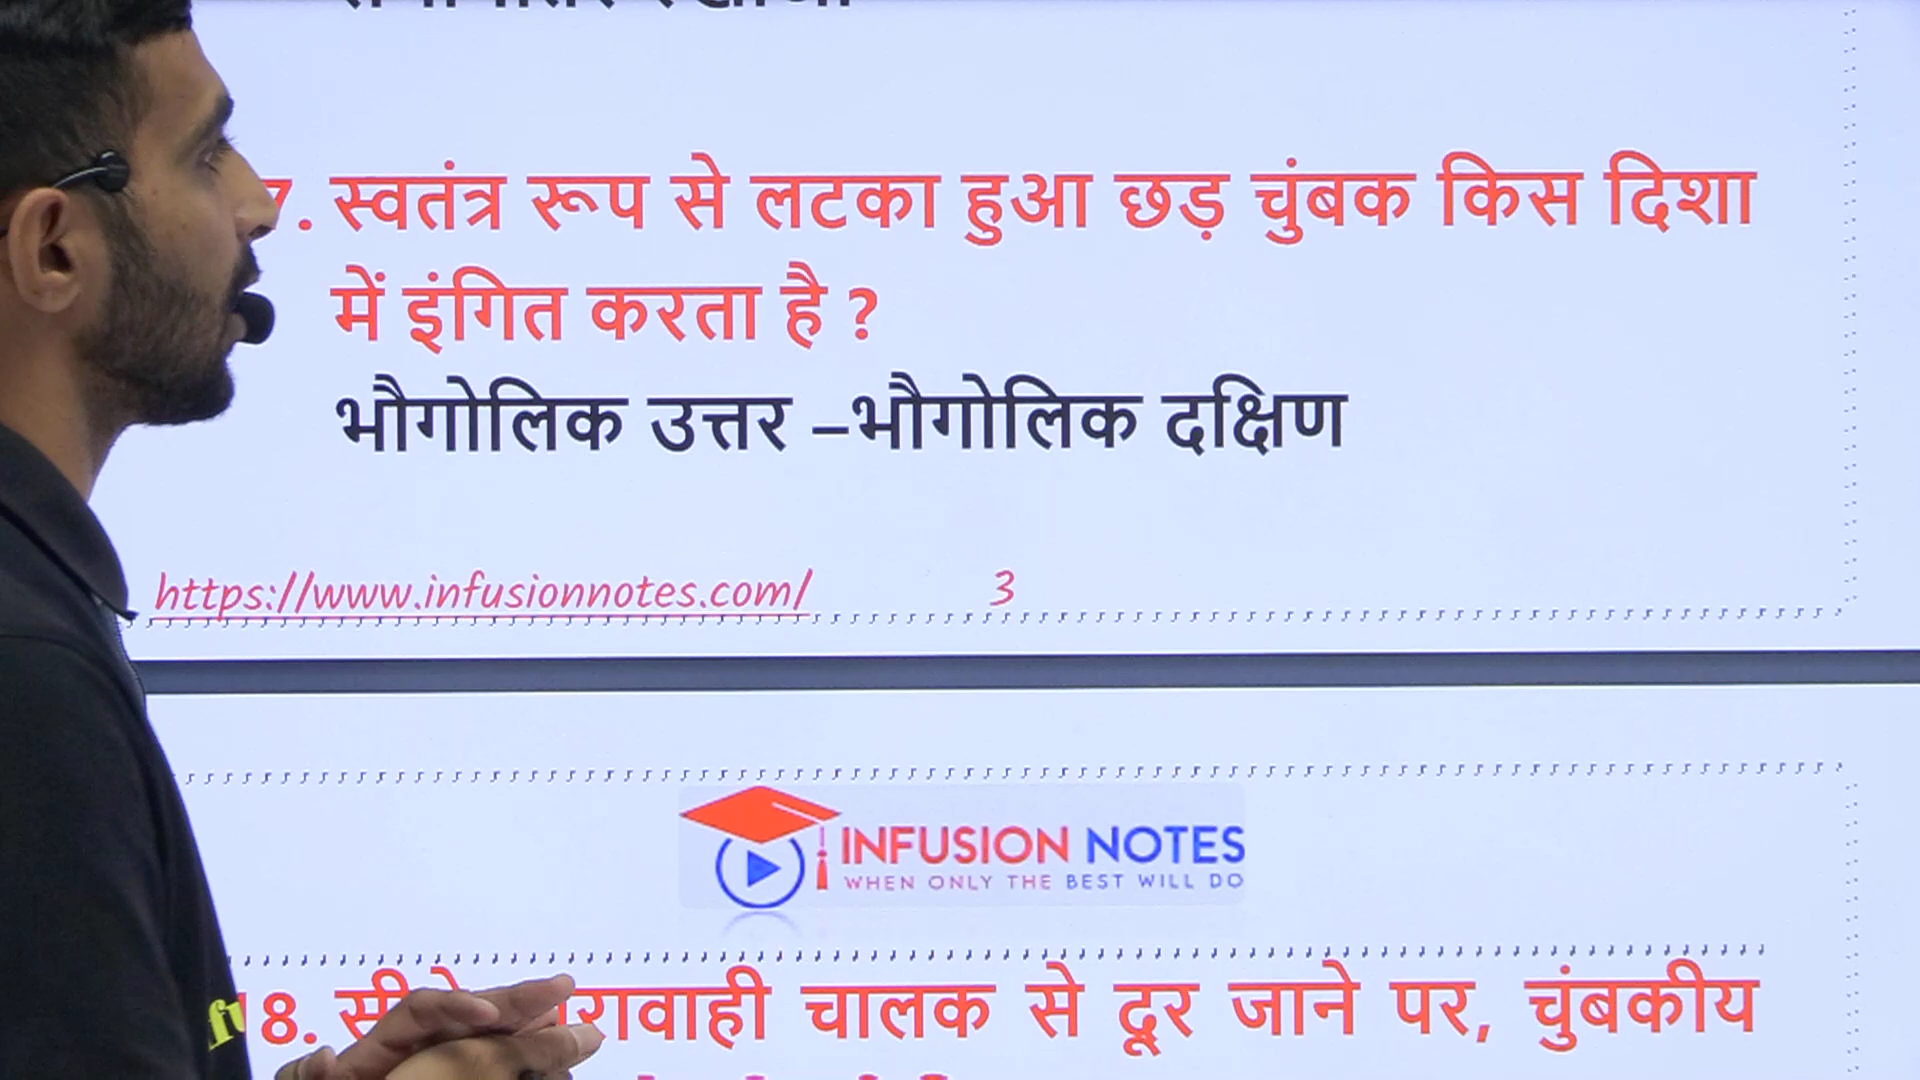 7. स्वतंत्र रूप से लटका हुआ छड़ चुंबक किस दिशा
में इंगित करता है ?
भौगोलिक उत्तर –भौगोलिक दक्षिण
https://www.infusionnotes.com/ 3
INFUSION NOTES
WHEN ONLY THE BEST WILL DO
18. चालक से दूर जाने पर, चुंबकीय